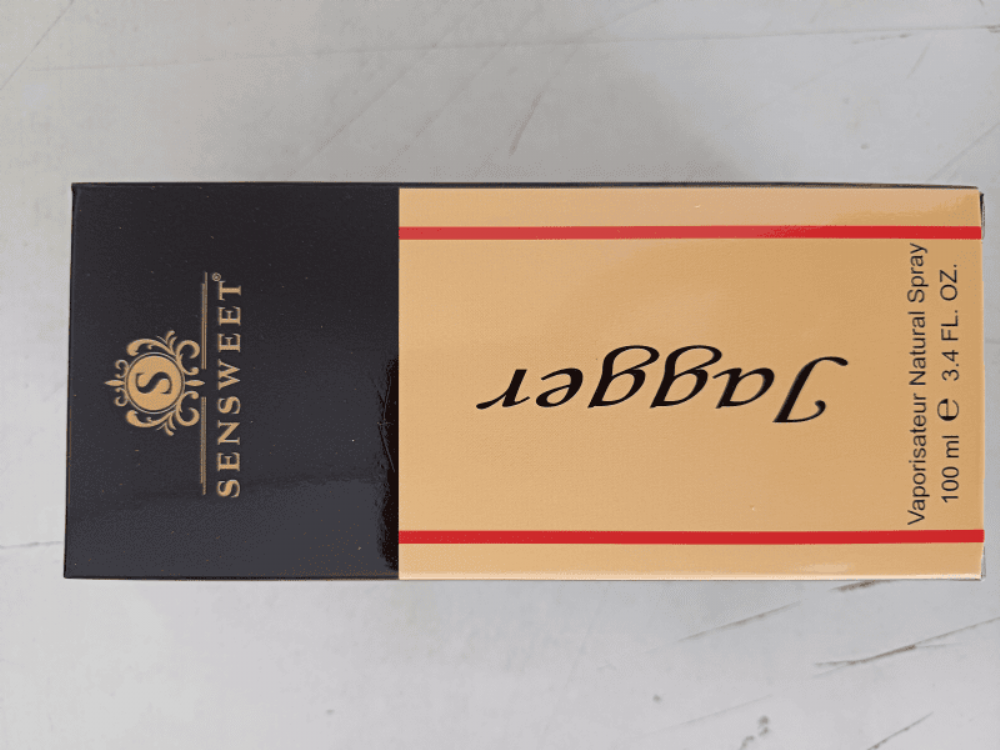 S
SENSWEET®
Jagger
Vaporisateur Natural Spray
100 ml ℮ 3.4 FL. OZ.